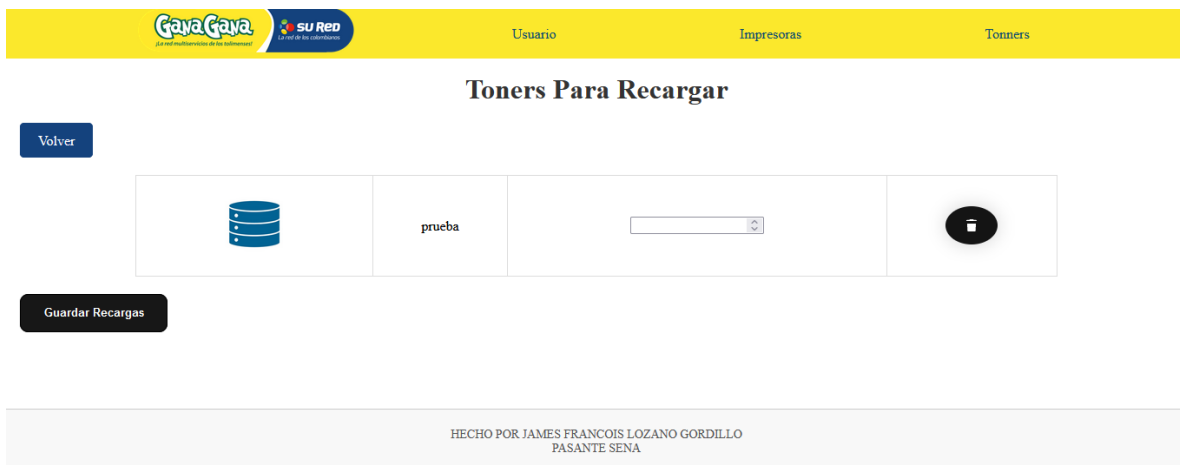 GanaGana
¡La red multiservicios de los tolimenses!
SU RED
La red de los colombianos
Usuario
Impresoras
Tonners
Toners Para Recargar
Volver
prueba
Guardar Recargas
HECHO POR JAMES FRANCOIS LOZANO GORDILLO
PASANTE SENA